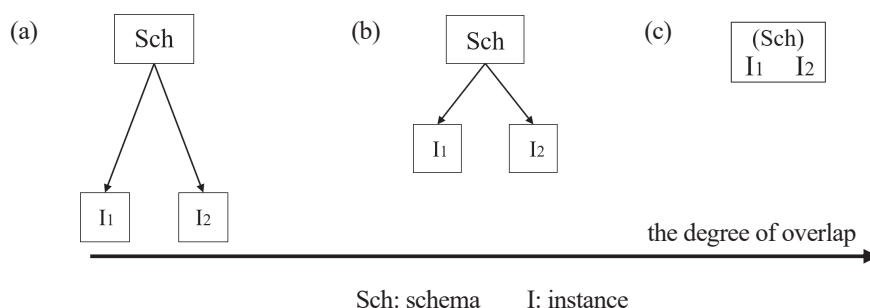 (a)
Sch
I1 I2
(b)
Sch
I1 I2
(c)
(Sch)
I1 I2
the degree of overlap
Sch: schema I: instance